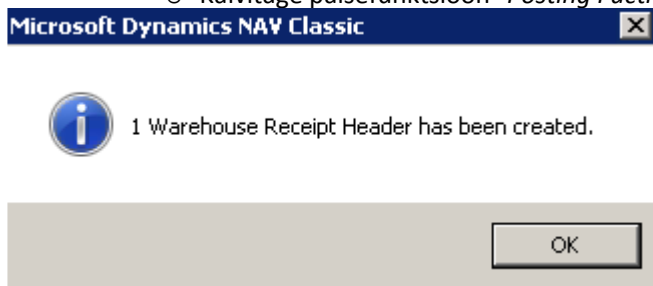 Microsoft Dynamics NAV Classic
1 Warehouse Receipt Header has been created.
OK